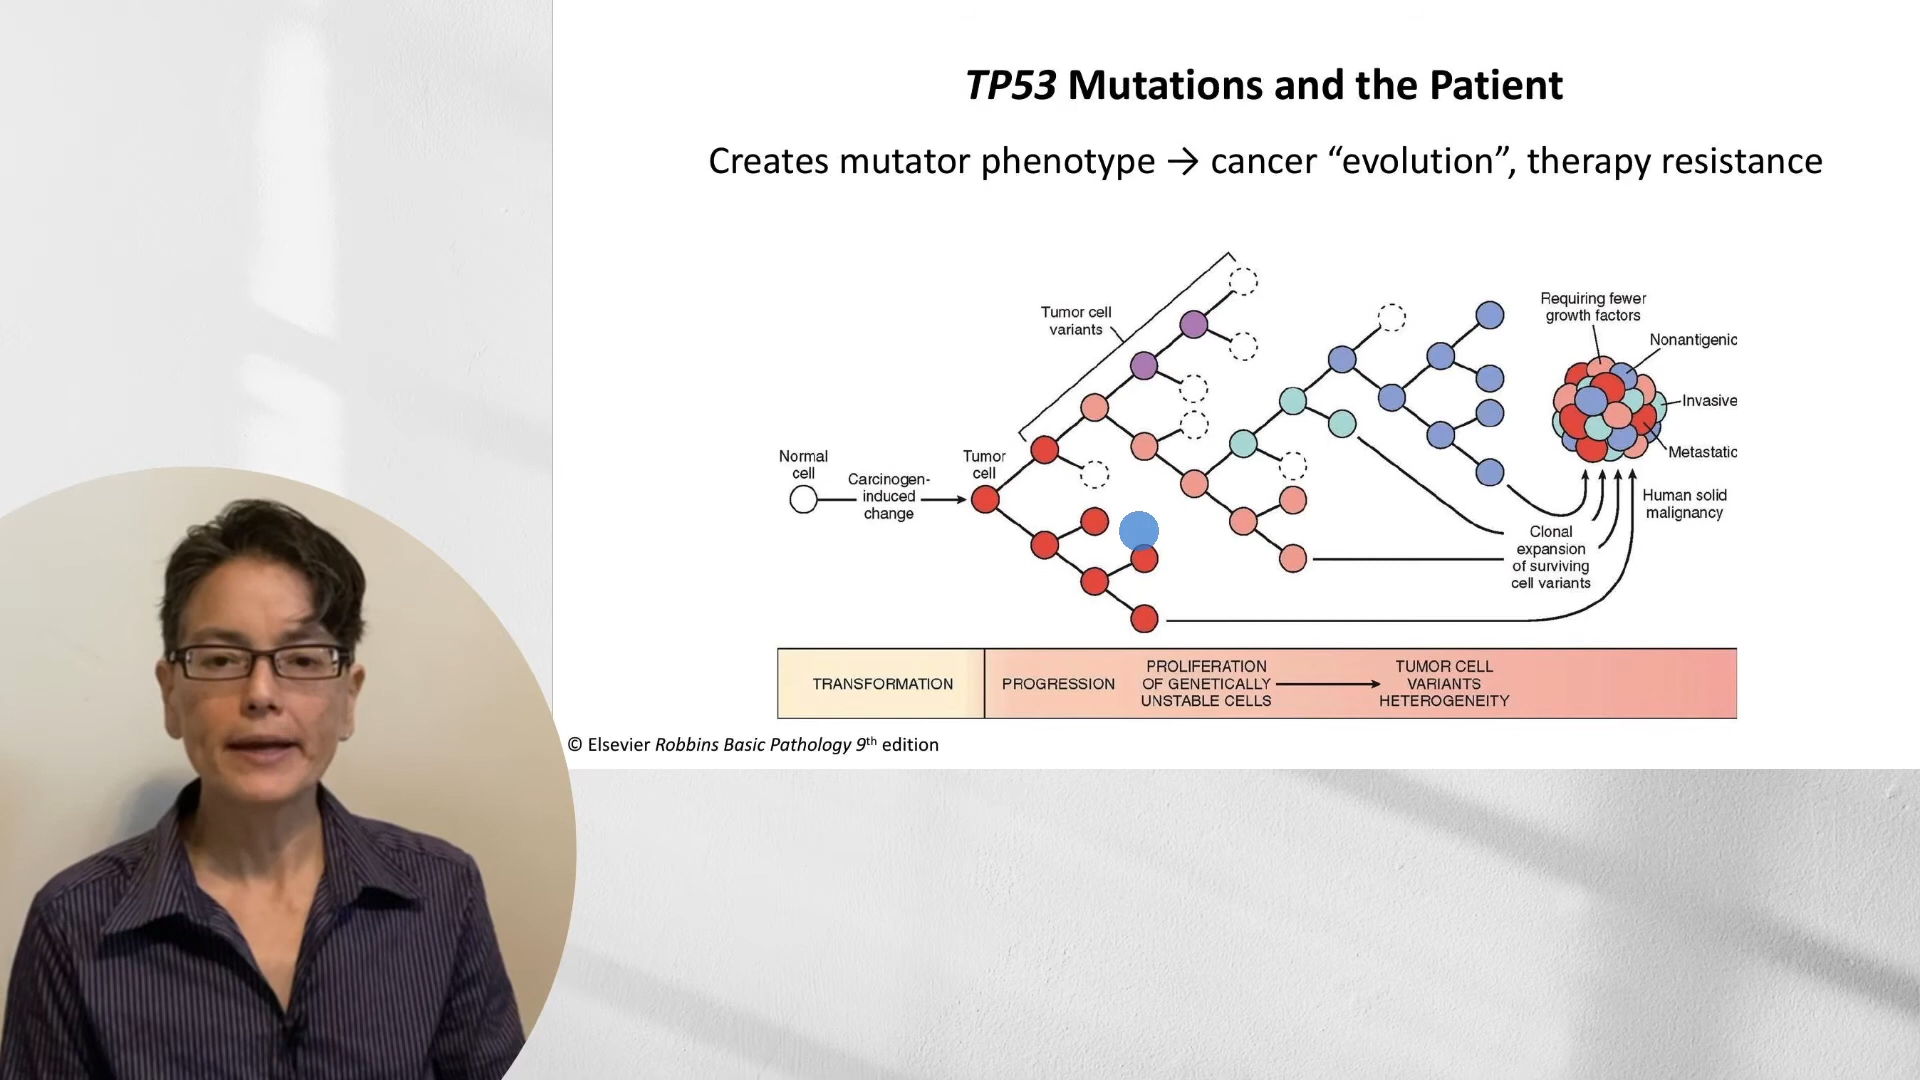 TP53 Mutations and the Patient
Creates mutator phenotype → cancer “evolution”, therapy resistance
Tumor cell
variants
Requiring fewer
growth factors
Nonantigenic
Invasive
Metastatic
Normal
cell
Carcinogen-
induced
change
Tumor
cell
Human solid
malignancy
Clonal
expansion
of surviving
cell variants
TRANSFORMATION
PROGRESSION
PROLIFERATION
OF GENETICALLY
UNSTABLE CELLS
TUMOR CELL
VARIANTS
HETEROGENEITY
© Elsevier Robbins Basic Pathology 9th edition